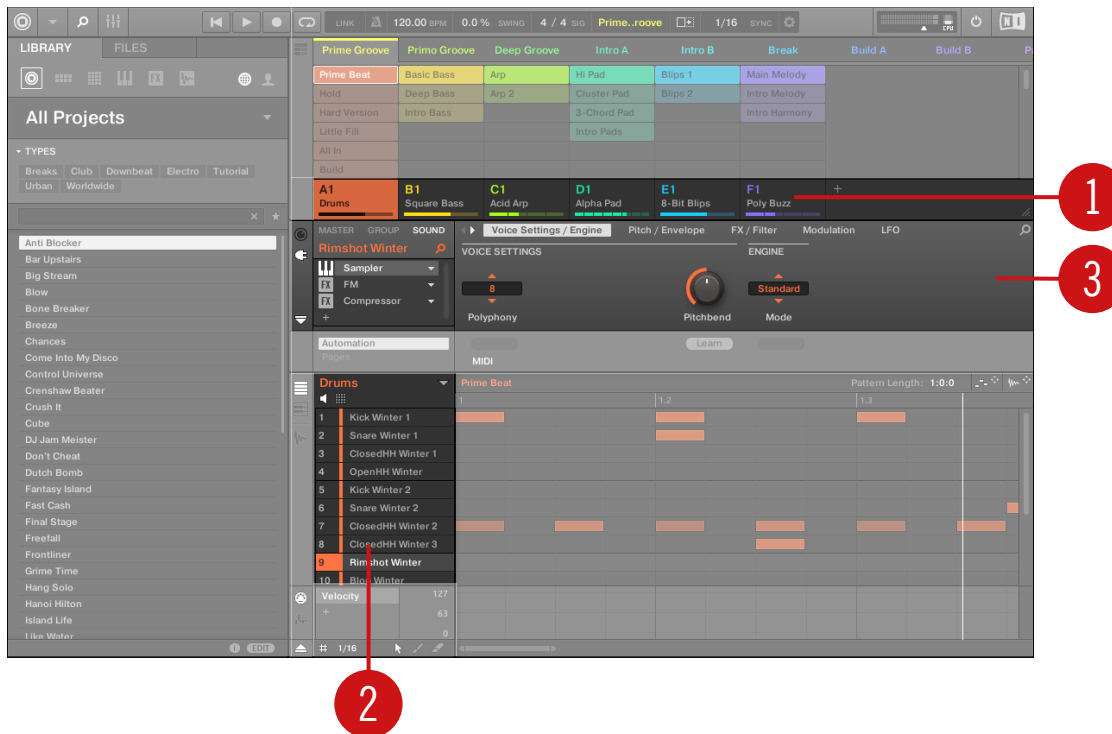 LINK 120.00 BPM 0.0 % SWING 4 / 4 SIG Prime..roove 1/16 SYNC CPU
LIBRARY FILES
All Projects
TYPES
Breaks Club Downbeat Electro Tutorial
Urban Worldwide
Anti Blocker
Bar Upstairs
Big Stream
Blow
Bone Breaker
Breeze
Chances
Come Into My Disco
Control Universe
Crenshaw Beater
Crush It
Cube
DJ Jam Meister
Don't Cheat
Dutch Bomb
Fantasy Island
Fast Cash
Final Stage
Freefall
Frontliner
Grime Time
Hang Solo
Hanoi Hilton
Island Life
Like Water
EDIT
Prime Groove Primo Groove Deep Groove Intro A Intro B Break Build A Build B
Prime Beat Basic Bass Arp Hi Pad Blips 1 Main Melody
Hold Deep Bass Arp 2 Cluster Pad Blips 2 Intro Melody
Hard Version Intro Bass 3-Chord Pad Intro Harmony
Little Fill Intro Pads
All In
Build
A1 B1 C1 D1 E1 F1 +
Drums Square Bass Acid Arp Alpha Pad 8-Bit Blips Poly Buzz
1
MASTER GROUP SOUND Voice Settings / Engine Pitch / Envelope FX / Filter Modulation LFO
Rimshot Winter VOICE SETTINGS ENGINE
Sampler
FX FM 8 Standard
FX Compressor
+ Polyphony Pitchbend Mode
3
Automation Learn
Pages MIDI
Drums Prime Beat Pattern Length: 1:0:0
1 1.2 1.3
1 Kick Winter 1
2 Snare Winter 1
3 ClosedHH Winter 1
4 OpenHH Winter
5 Kick Winter 2
6 Snare Winter 2
7 ClosedHH Winter 2
8 ClosedHH Winter 3
9 Rimshot Winter
10 Blop Winter
Velocity 127
+ 63
0
1/16
2